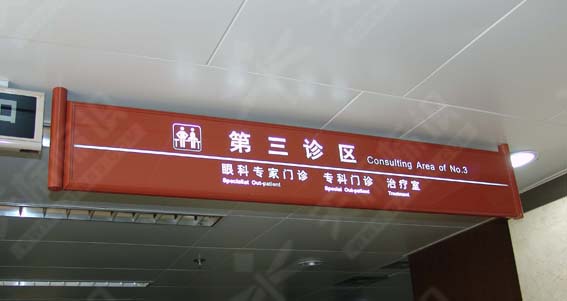 第三诊区 Consulting Area of No.3
眼科专家门诊 专科门诊 治疗室
Specialist Out-patient Special Out-patient Treatment